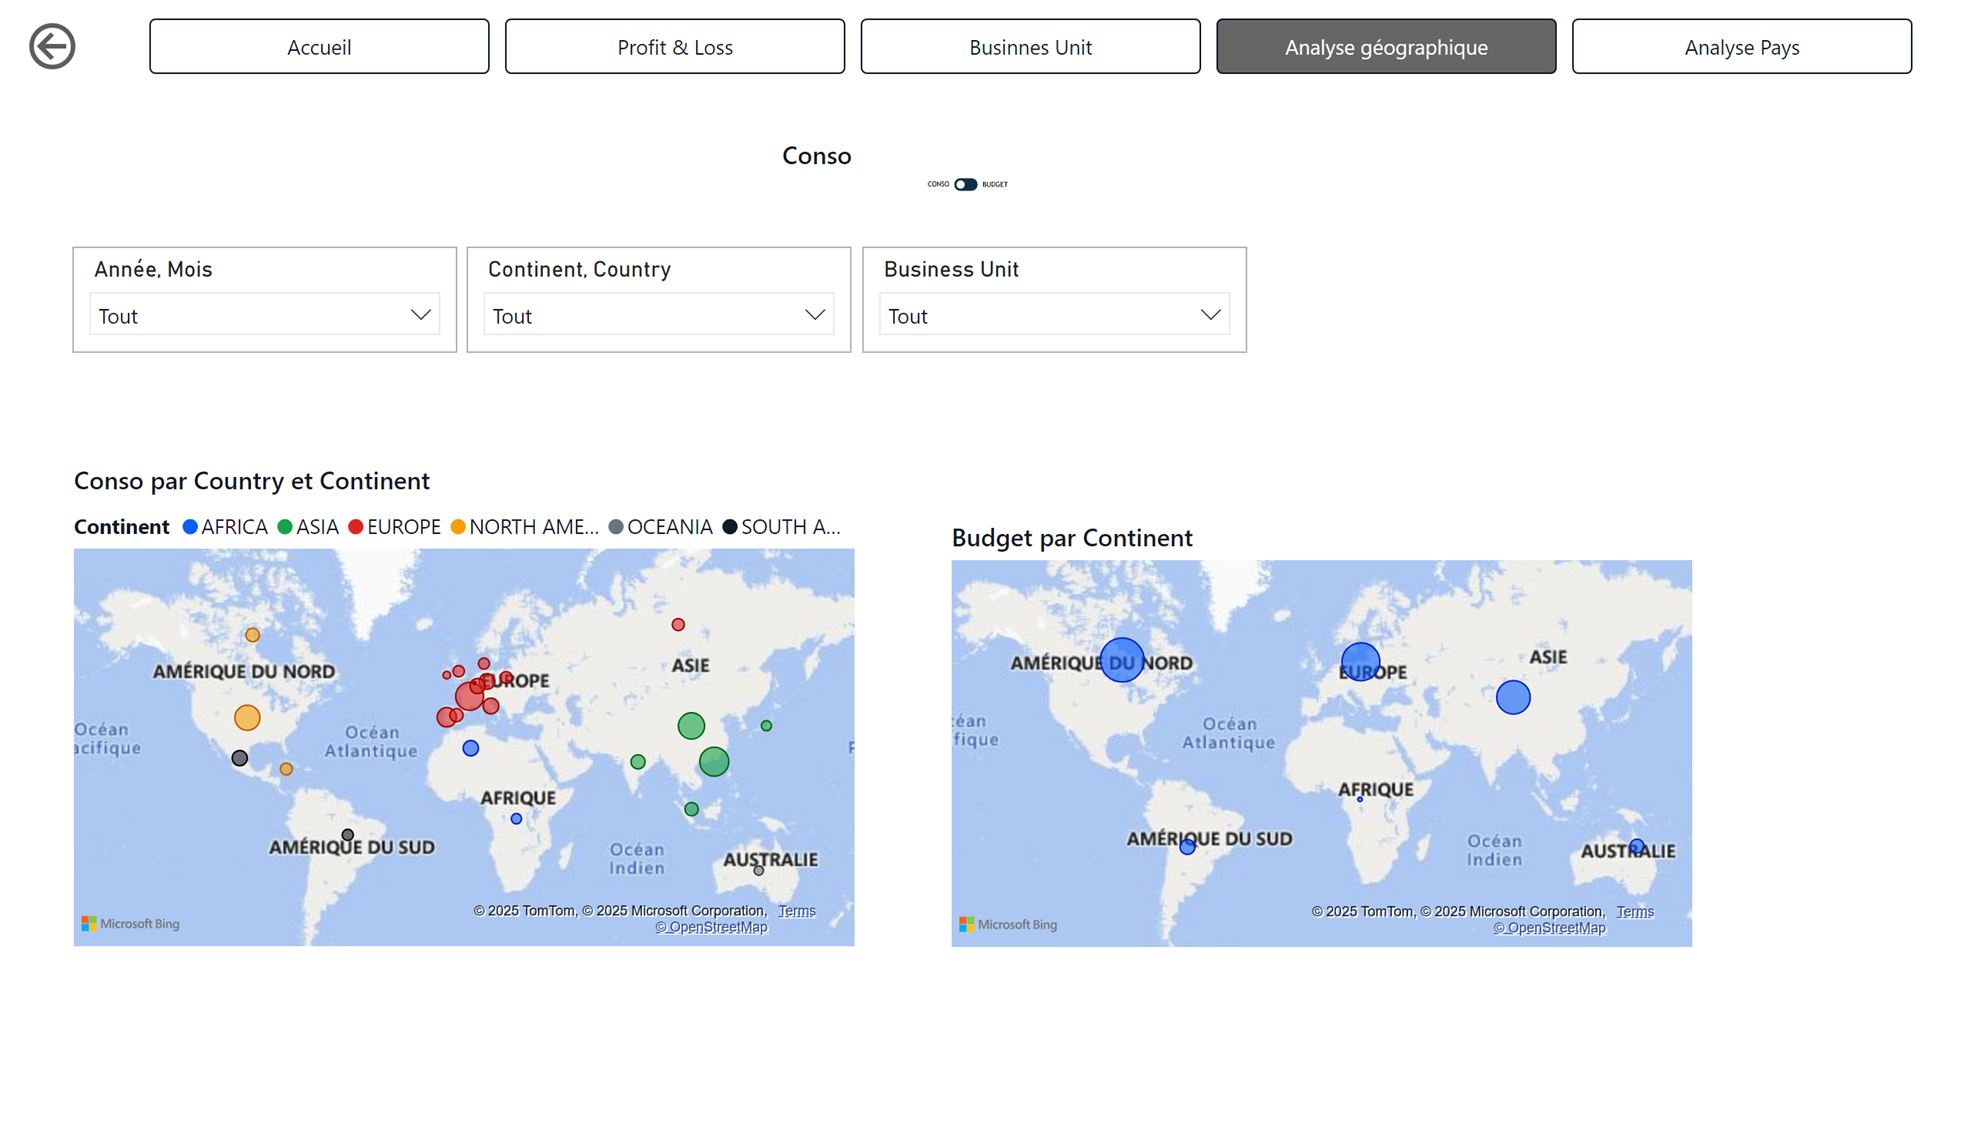 Accueil
Profit & Loss
Businnes Unit
Analyse géographique
Analyse Pays
Conso
CONSO BUDGET
Année, Mois
Tout
Continent, Country
Tout
Business Unit
Tout
Conso par Country et Continent
Continent AFRICA ASIA EUROPE NORTH AME... OCEANIA SOUTH A...
AMÉRIQUE DU NORD
EUROPE
ASIE
Océan
acifique
Océan
Atlantique
AFRIQUE
AMÉRIQUE DU SUD
Océan
Indien
AUSTRALIE
Microsoft Bing
© 2025 TomTom, © 2025 Microsoft Corporation, Terms
© OpenStreetMap
Budget par Continent
AMÉRIQUE DU NORD
EUROPE
ASIE
éan
fique
Océan
Atlantique
AFRIQUE
AMÉRIQUE DU SUD
Océan
Indien
AUSTRALIE
Microsoft Bing
© 2025 TomTom, © 2025 Microsoft Corporation, Terms
© OpenStreetMap